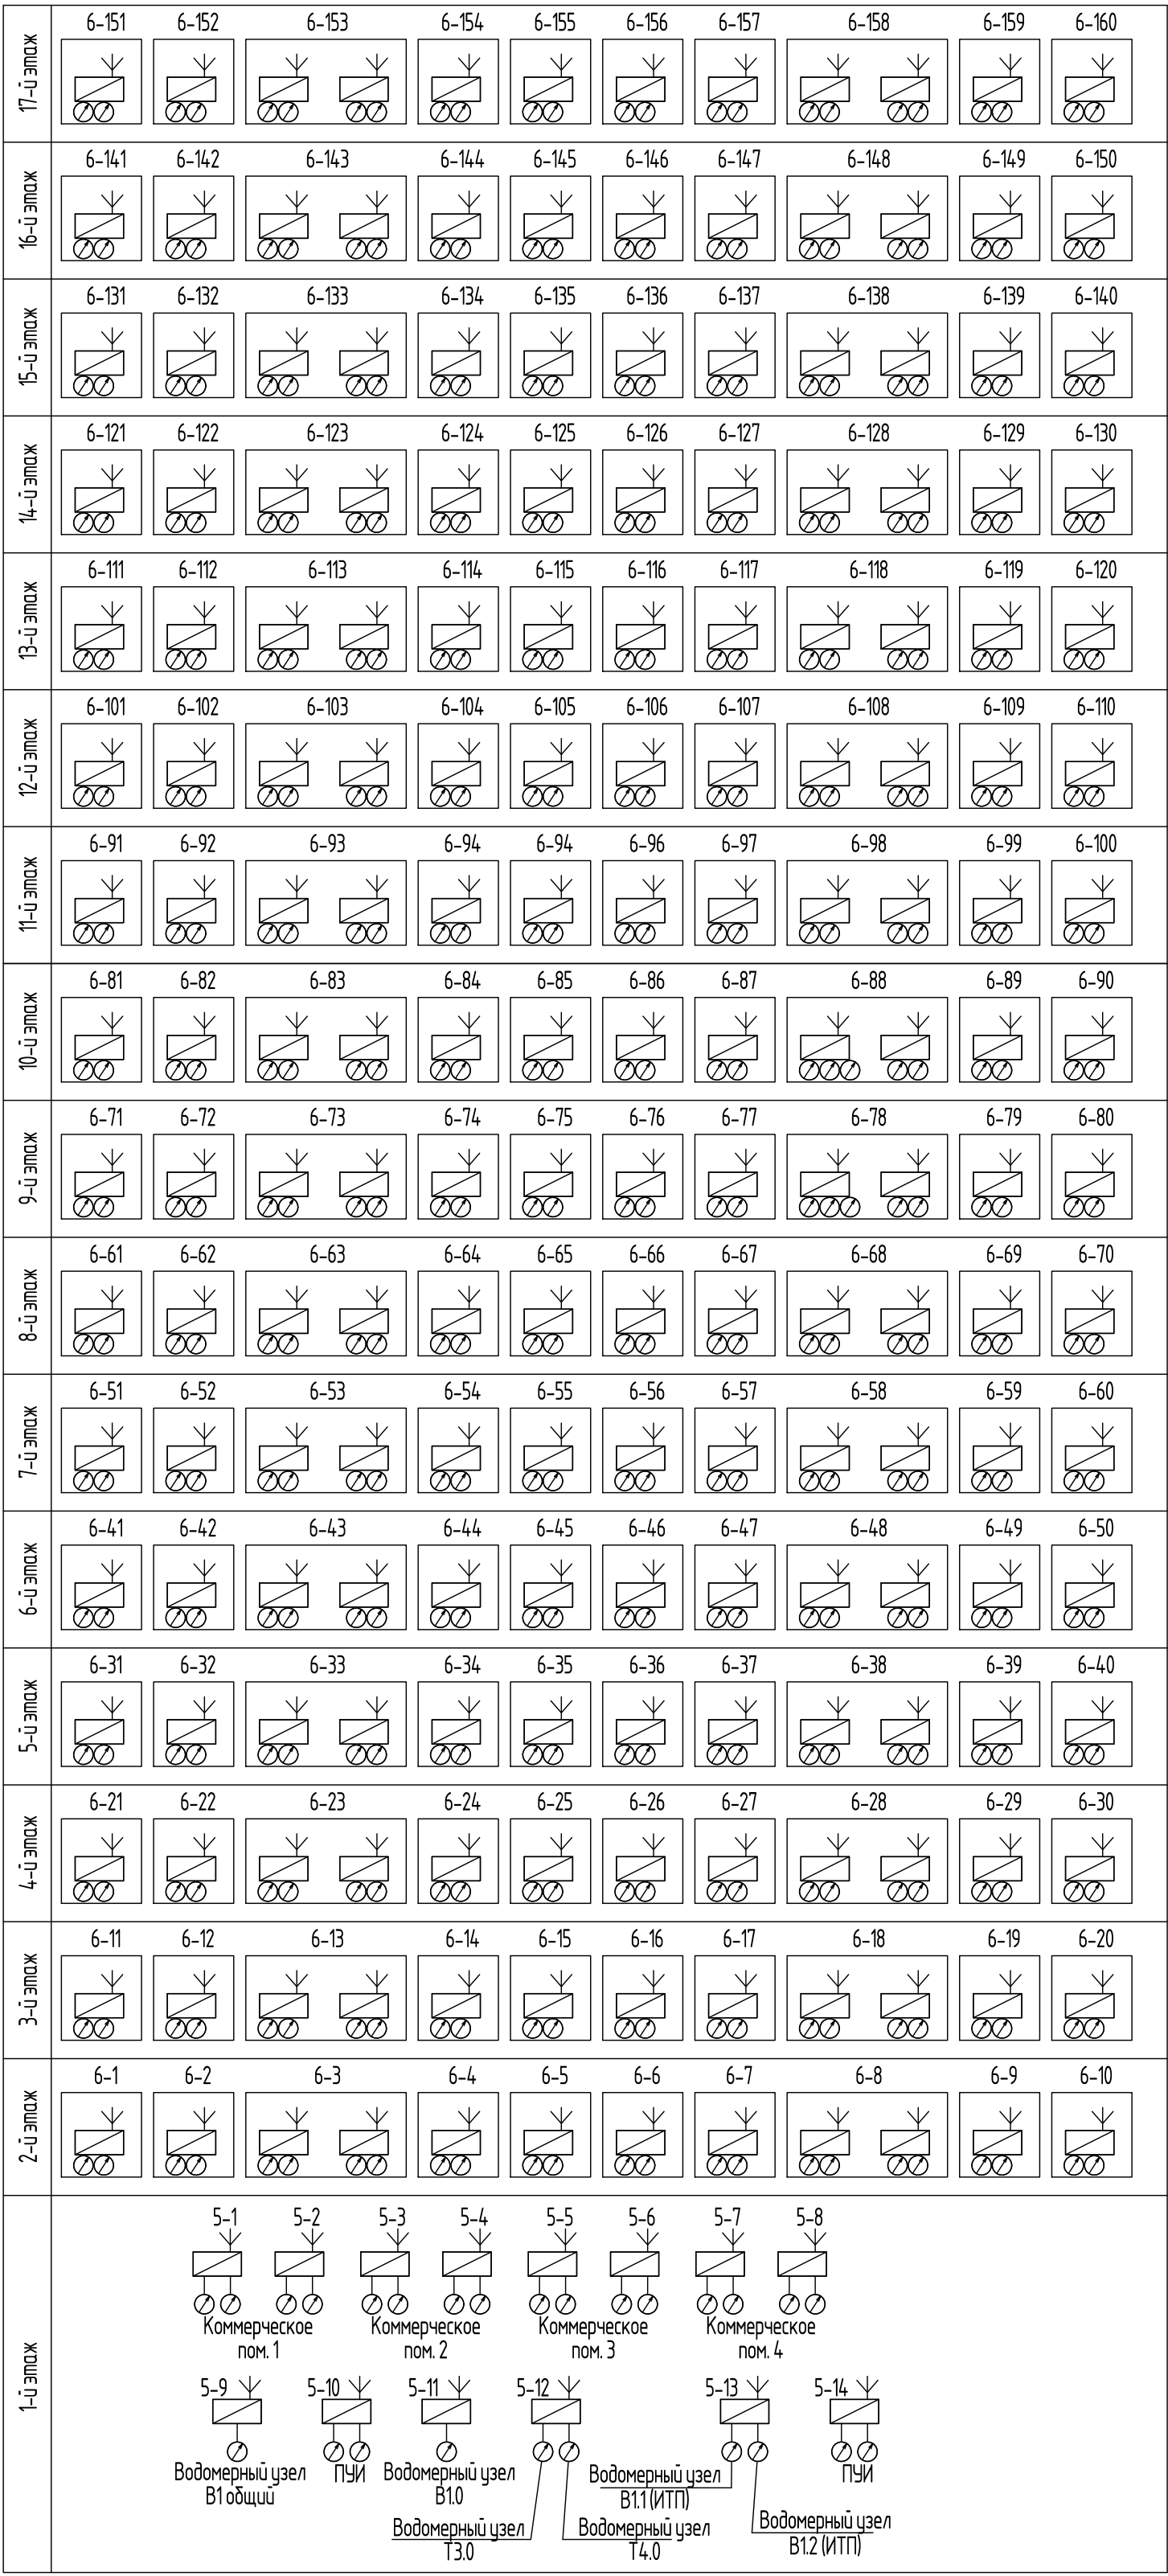 17-й этаж
6-151 6-152 6-153 6-154 6-155 6-156 6-157 6-158 6-159 6-160
16-й этаж
6-141 6-142 6-143 6-144 6-145 6-146 6-147 6-148 6-149 6-150
15-й этаж
6-131 6-132 6-133 6-134 6-135 6-136 6-137 6-138 6-139 6-140
14-й этаж
6-121 6-122 6-123 6-124 6-125 6-126 6-127 6-128 6-129 6-130
13-й этаж
6-111 6-112 6-113 6-114 6-115 6-116 6-117 6-118 6-119 6-120
12-й этаж
6-101 6-102 6-103 6-104 6-105 6-106 6-107 6-108 6-109 6-110
11-й этаж
6-91 6-92 6-93 6-94 6-94 6-96 6-97 6-98 6-99 6-100
10-й этаж
6-81 6-82 6-83 6-84 6-85 6-86 6-87 6-88 6-89 6-90
9-й этаж
6-71 6-72 6-73 6-74 6-75 6-76 6-77 6-78 6-79 6-80
8-й этаж
6-61 6-62 6-63 6-64 6-65 6-66 6-67 6-68 6-69 6-70
7-й этаж
6-51 6-52 6-53 6-54 6-55 6-56 6-57 6-58 6-59 6-60
6-й этаж
6-41 6-42 6-43 6-44 6-45 6-46 6-47 6-48 6-49 6-50
5-й этаж
6-31 6-32 6-33 6-34 6-35 6-36 6-37 6-38 6-39 6-40
4-й этаж
6-21 6-22 6-23 6-24 6-25 6-26 6-27 6-28 6-29 6-30
3-й этаж
6-11 6-12 6-13 6-14 6-15 6-16 6-17 6-18 6-19 6-20
2-й этаж
6-1 6-2 6-3 6-4 6-5 6-6 6-7 6-8 6-9 6-10
1-й этаж
5-1 5-2 5-3 5-4 5-5 5-6 5-7 5-8
Коммерческое
пом. 1
Коммерческое
пом. 2
Коммерческое
пом. 3
Коммерческое
пом. 4
5-9 5-10 5-11 5-12 5-13 5-14
Водомерный узел
В1 общий
ПУИ
Водомерный узел
В1.0
Водомерный узел
В1.1 (ИТП)
ПУИ
Водомерный узел
Т3.0
Водомерный узел
Т4.0
Водомерный узел
В1.2 (ИТП)